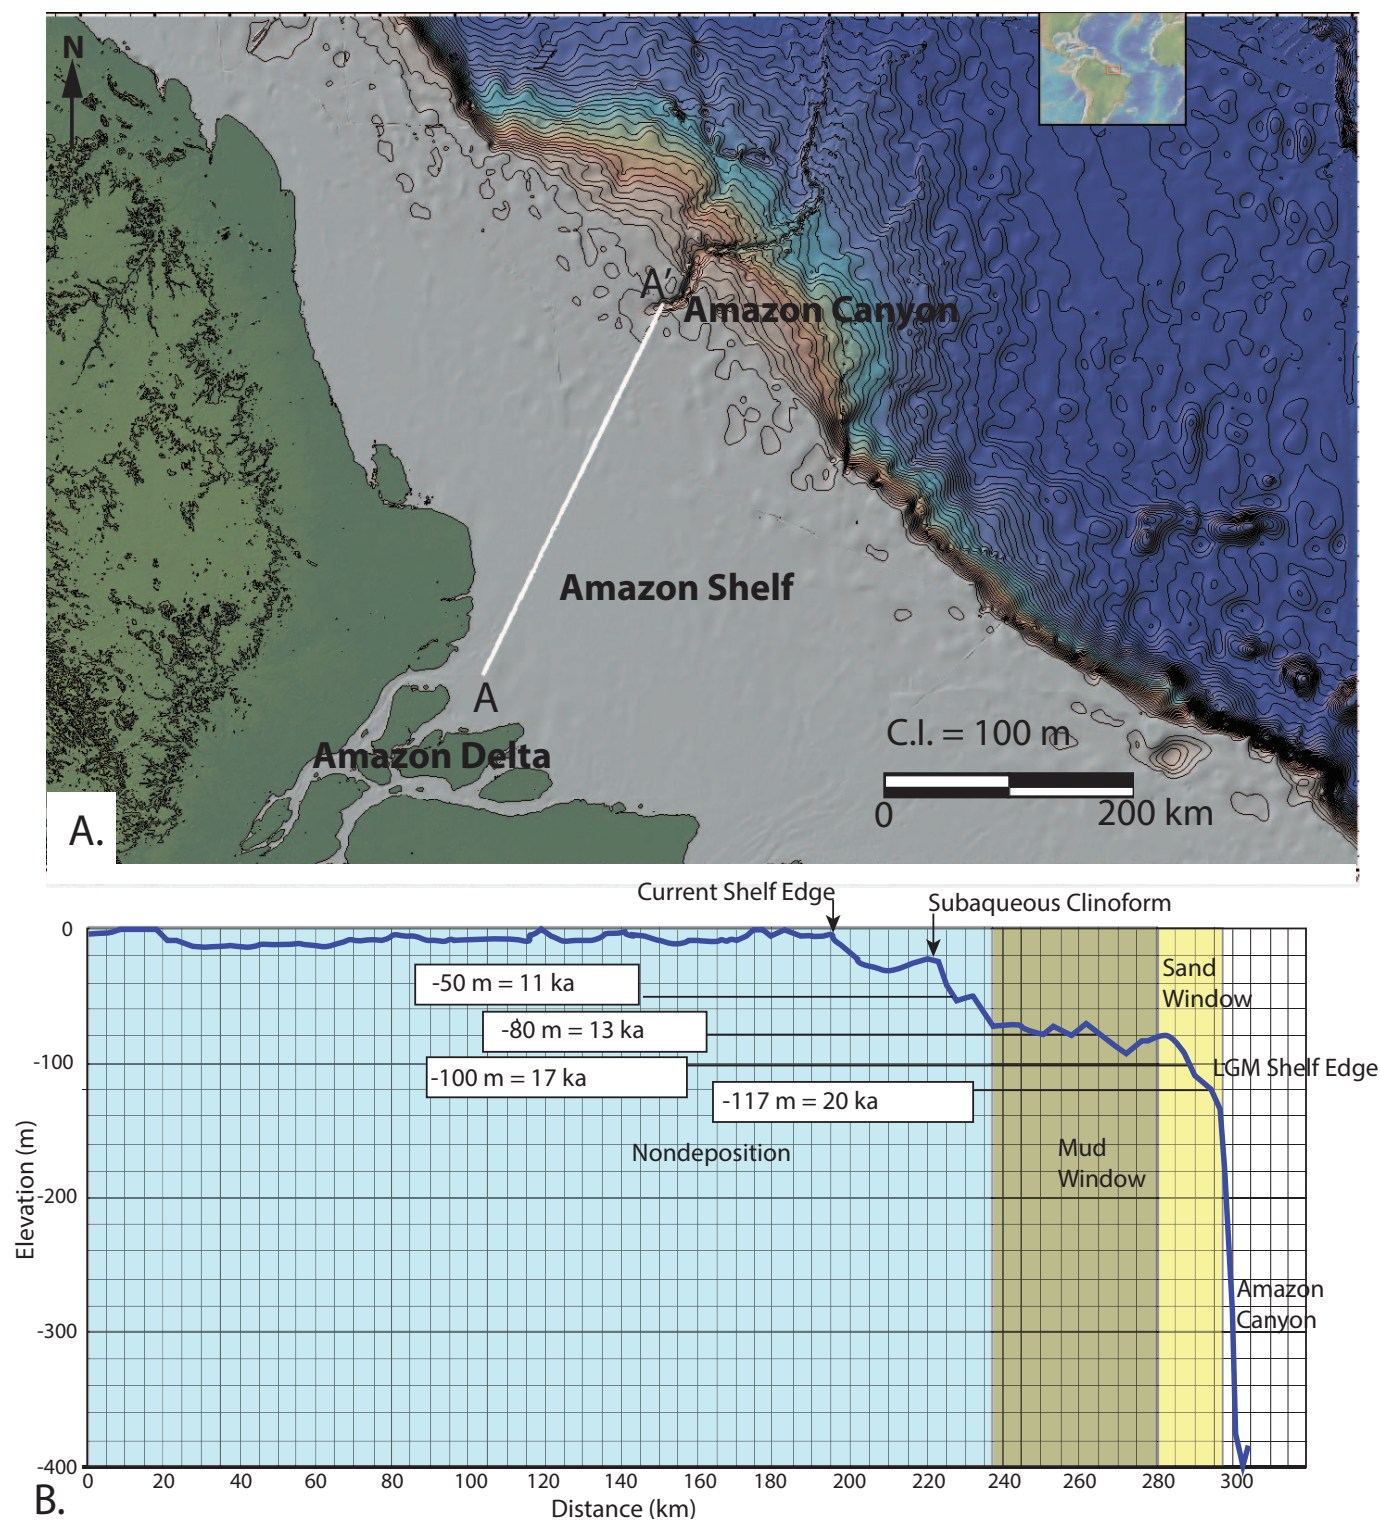 N
A'
Amazon Canyon
Amazon Shelf
A
Amazon Delta
C.I. = 100 m
0
200 km
A.
Current Shelf Edge
Subaqueous Clinoform
0
-100
-200
-300
-400
Elevation (m)
-50 m = 11 ka
-80 m = 13 ka
-100 m = 17 ka
-117 m = 20 ka
Sand
Window
LGM Shelf Edge
Nondeposition
Mud
Window
Amazon
Canyon
0 20 40 60 80 100 120 140 160 180 200 220 240 260 280 300
Distance (km)
B.